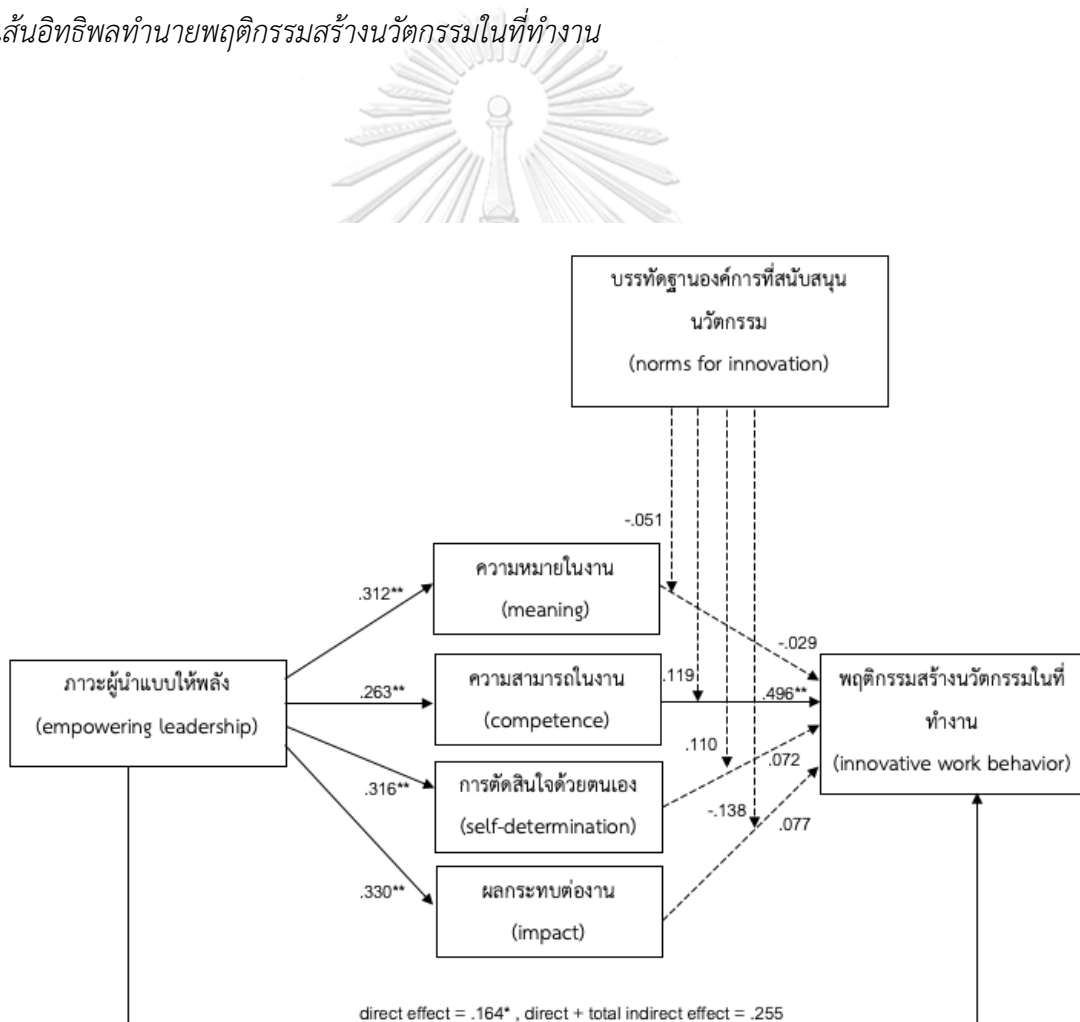 เส้นอิทธิพลทำนายพฤติกรรมสร้างนวัตกรรมในที่ทำงาน
บรรทัดฐานองค์การที่สนับสนุน
นวัตกรรม
(norms for innovation)
-.051
ความหมายในงาน
(meaning)
.312**
-.029
ภาวะผู้นำแบบให้พลัง
(empowering leadership)
.263**
ความสามารถในงาน
(competence)
.119
.496**
พฤติกรรมสร้างนวัตกรรมในที่
ทำงาน
(innovative work behavior)
.316**
การตัดสินใจด้วยตนเอง
(self-determination)
.110
.072
-.138
.077
.330**
ผลกระทบต่องาน
(impact)
direct effect = .164* , direct + total indirect effect = .255